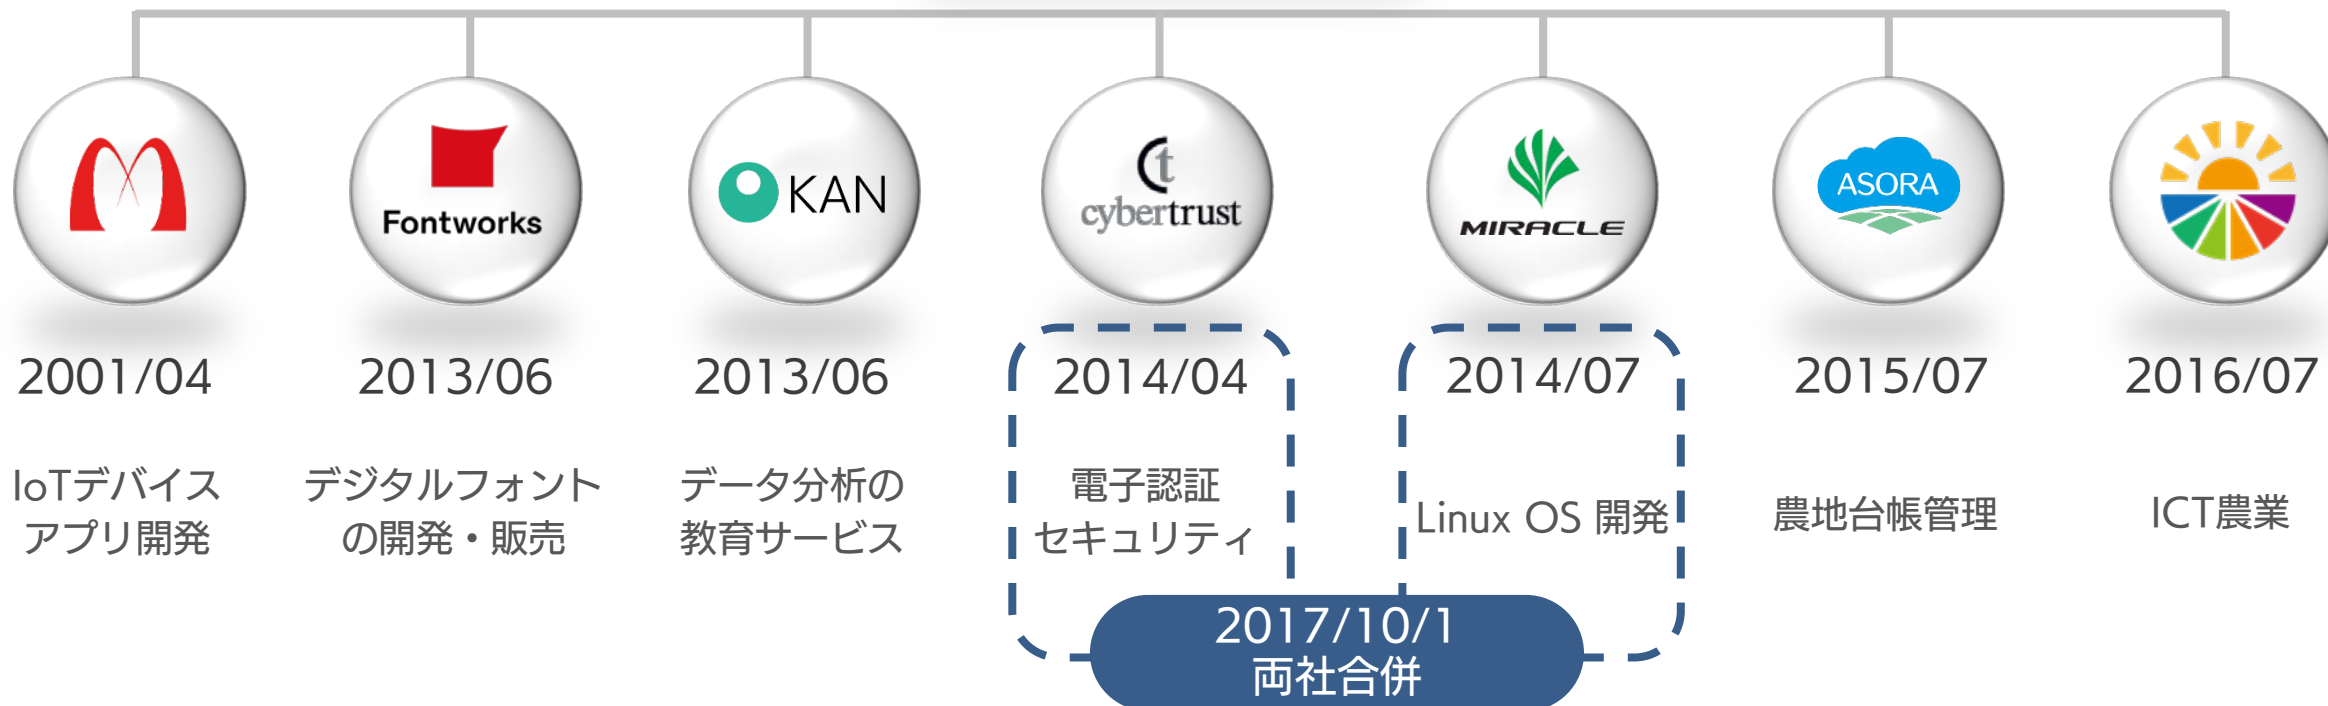 Fontworks
KAN
Ct
cybertrust
MIRACLE
ASORA
2001/04
2013/06
2013/06
2014/04
2014/07
2015/07
2016/07
IoTデバイス
アプリ開発
デジタルフォント
の開発・販売
データ分析の
教育サービス
電子認証
セキュリティ
Linux OS 開発
農地台帳管理
ICT農業
2017/10/1
両社合併